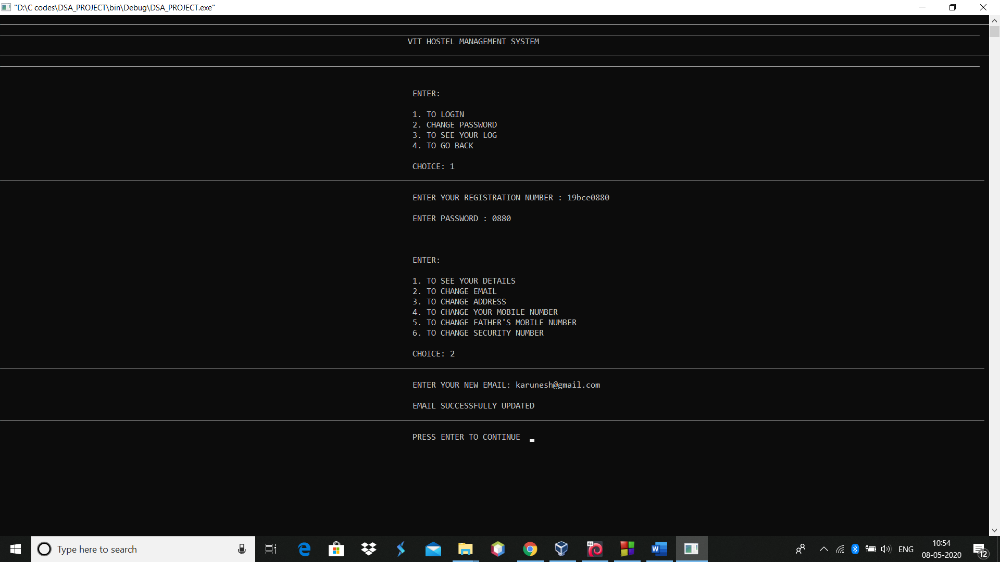 "D:\C codes\DSA_PROJECT\bin\Debug\DSA_PROJECT.exe"
VIT HOSTEL MANAGEMENT SYSTEM
ENTER:
1. TO LOGIN
2. CHANGE PASSWORD
3. TO SEE YOUR LOG
4. TO GO BACK
CHOICE: 1
ENTER YOUR REGISTRATION NUMBER : 19bce0880
ENTER PASSWORD : 0880
ENTER:
1. TO SEE YOUR DETAILS
2. TO CHANGE EMAIL
3. TO CHANGE ADDRESS
4. TO CHANGE YOUR MOBILE NUMBER
5. TO CHANGE FATHER'S MOBILE NUMBER
6. TO CHANGE SECURITY NUMBER
CHOICE: 2
ENTER YOUR NEW EMAIL: karunesh@gmail.com
EMAIL SUCCESSFULLY UPDATED
PRESS ENTER TO CONTINUE
Type here to search
64
W
ENG
10:54
08-05-2020
12